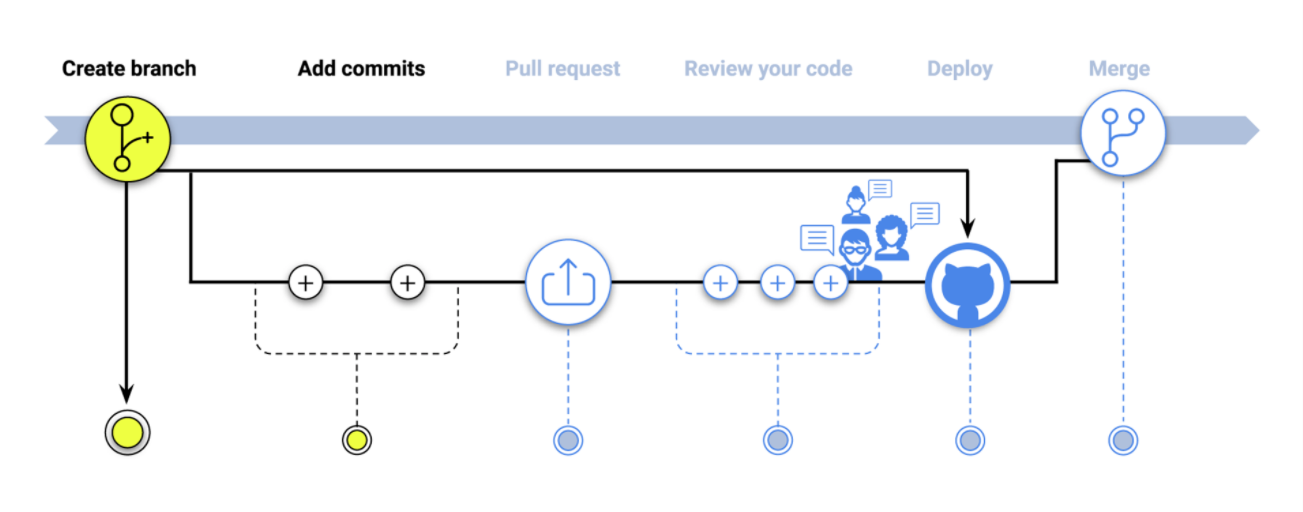 Create branch
Add commits
Pull request
Review your code
Deploy
Merge